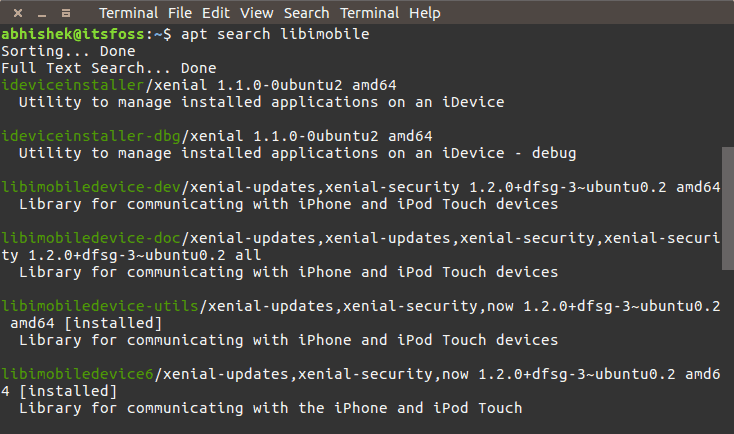 Terminal File Edit View Search Terminal Help
abhishek@itsfoss:~$ apt search libimobile
Sorting... Done
Full Text Search... Done
ideviceinstaller/xenial 1.1.0-0ubuntu2 amd64
  Utility to manage installed applications on an iDevice
ideviceinstaller-dbg/xenial 1.1.0-0ubuntu2 amd64
  Utility to manage installed applications on an iDevice - debug
libimobiledevice-dev/xenial-updates,xenial-security 1.2.0+dfsg-3~ubuntu0.2 amd64
  Library for communicating with iPhone and iPod Touch devices
libimobiledevice-doc/xenial-updates,xenial-updates,xenial-security,xenial-securi
ty 1.2.0+dfsg-3~ubuntu0.2 all
  Library for communicating with iPhone and iPod Touch devices
libimobiledevice-utils/xenial-updates,xenial-security,now 1.2.0+dfsg-3~ubuntu0.2
 amd64 [installed]
  Library for communicating with iPhone and iPod Touch devices
libimobiledevice6/xenial-updates,xenial-security,now 1.2.0+dfsg-3~ubuntu0.2 amd6
4 [installed]
  Library for communicating with the iPhone and iPod Touch